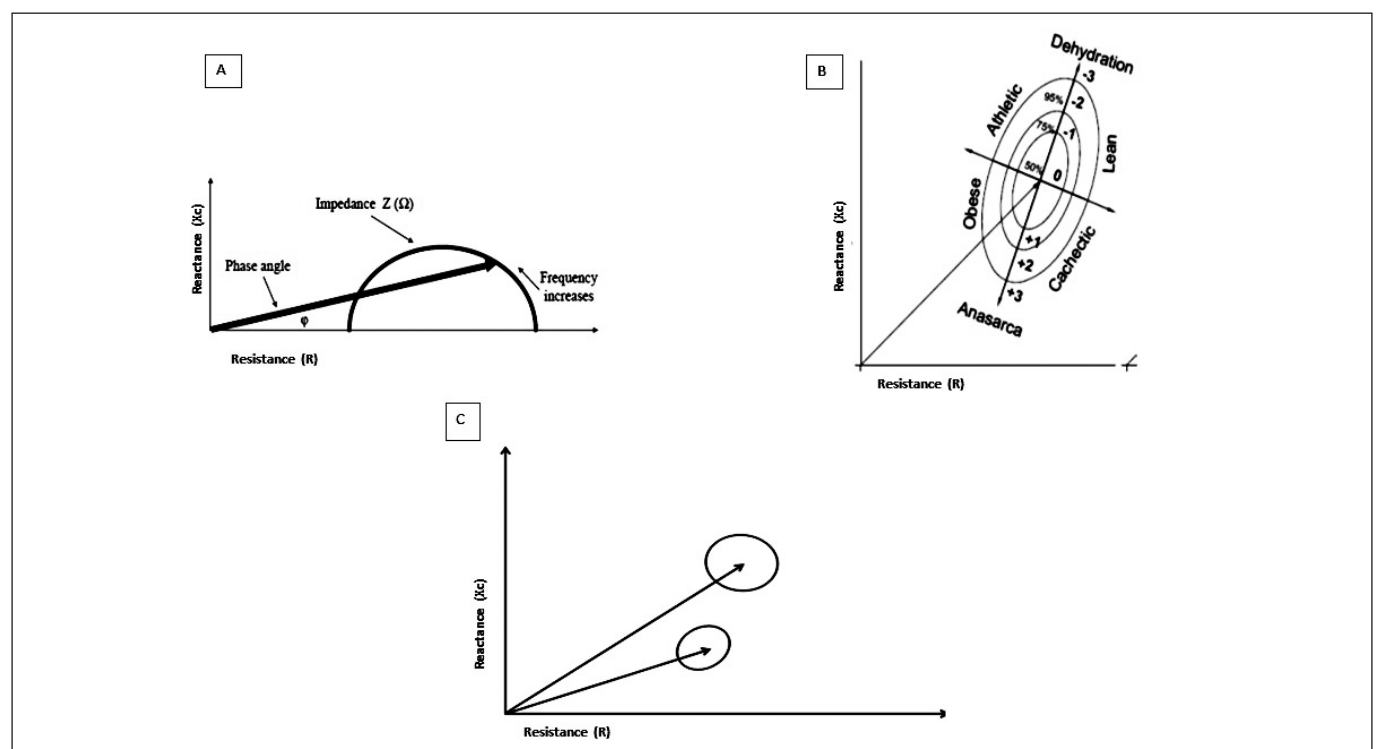 A
Impedance Z (Ω)
Reactance (Xc)
Phase angle
Frequency
increases
φ
Resistance (R)
B
Dehydration
-3
95%
-2
Athletic
75%
-1
Lean
50%
0
Obese
+1
+2
Cachectic
+3
Anasarca
Reactance (Xc)
Resistance (R)
C
Reactance (Xc)
Resistance (R)